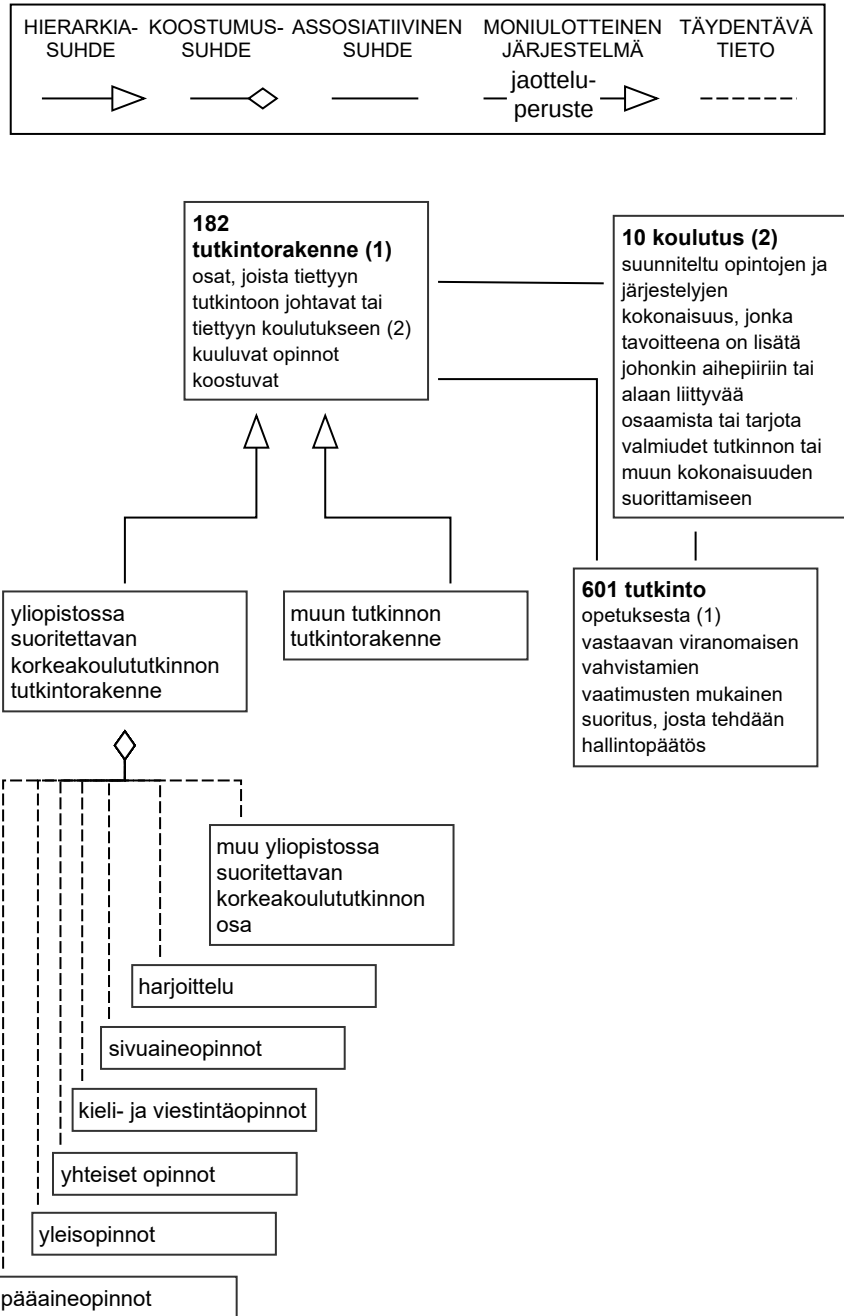 HIERARKIA-
SUHDE
KOOSTUMUS-
SUHDE
ASSOSIATIIVINEN
SUHDE
MONIULOTTEINEN
JÄRJESTELMÄ
TÄYDENTÄVÄ
TIETO
jaottelu-
peruste
182
tutkintorakenne (1)
osat, joista tiettyyn
tutkintoon johtavat tai
tiettyyn koulutukseen (2)
kuuluvat opinnot
koostuvat
10 koulutus (2)
suunniteltu opintojen ja
järjestelyjen
kokonaisuus, jonka
tavoitteena on lisätä
johonkin aihepiiriin tai
alaan liittyvää
osaamista tai tarjota
valmiudet tutkinnon tai
muun kokonaisuuden
suorittamiseen
yliopistossa
suoritettavan
korkeakoulututkinnon
tutkintorakenne
muun tutkinnon
tutkintorakenne
601 tutkinto
opetuksesta (1)
vastaavan viranomaisen
vahvistamien
vaatimusten mukainen
suoritus, josta tehdään
hallintopäätös
muu yliopistossa
suoritettavan
korkeakoulututkinnon
osa
harjoittelu
sivuaineopinnot
kieli- ja viestintäopinnot
yhteiset opinnot
yleisopinnot
pääaineopinnot